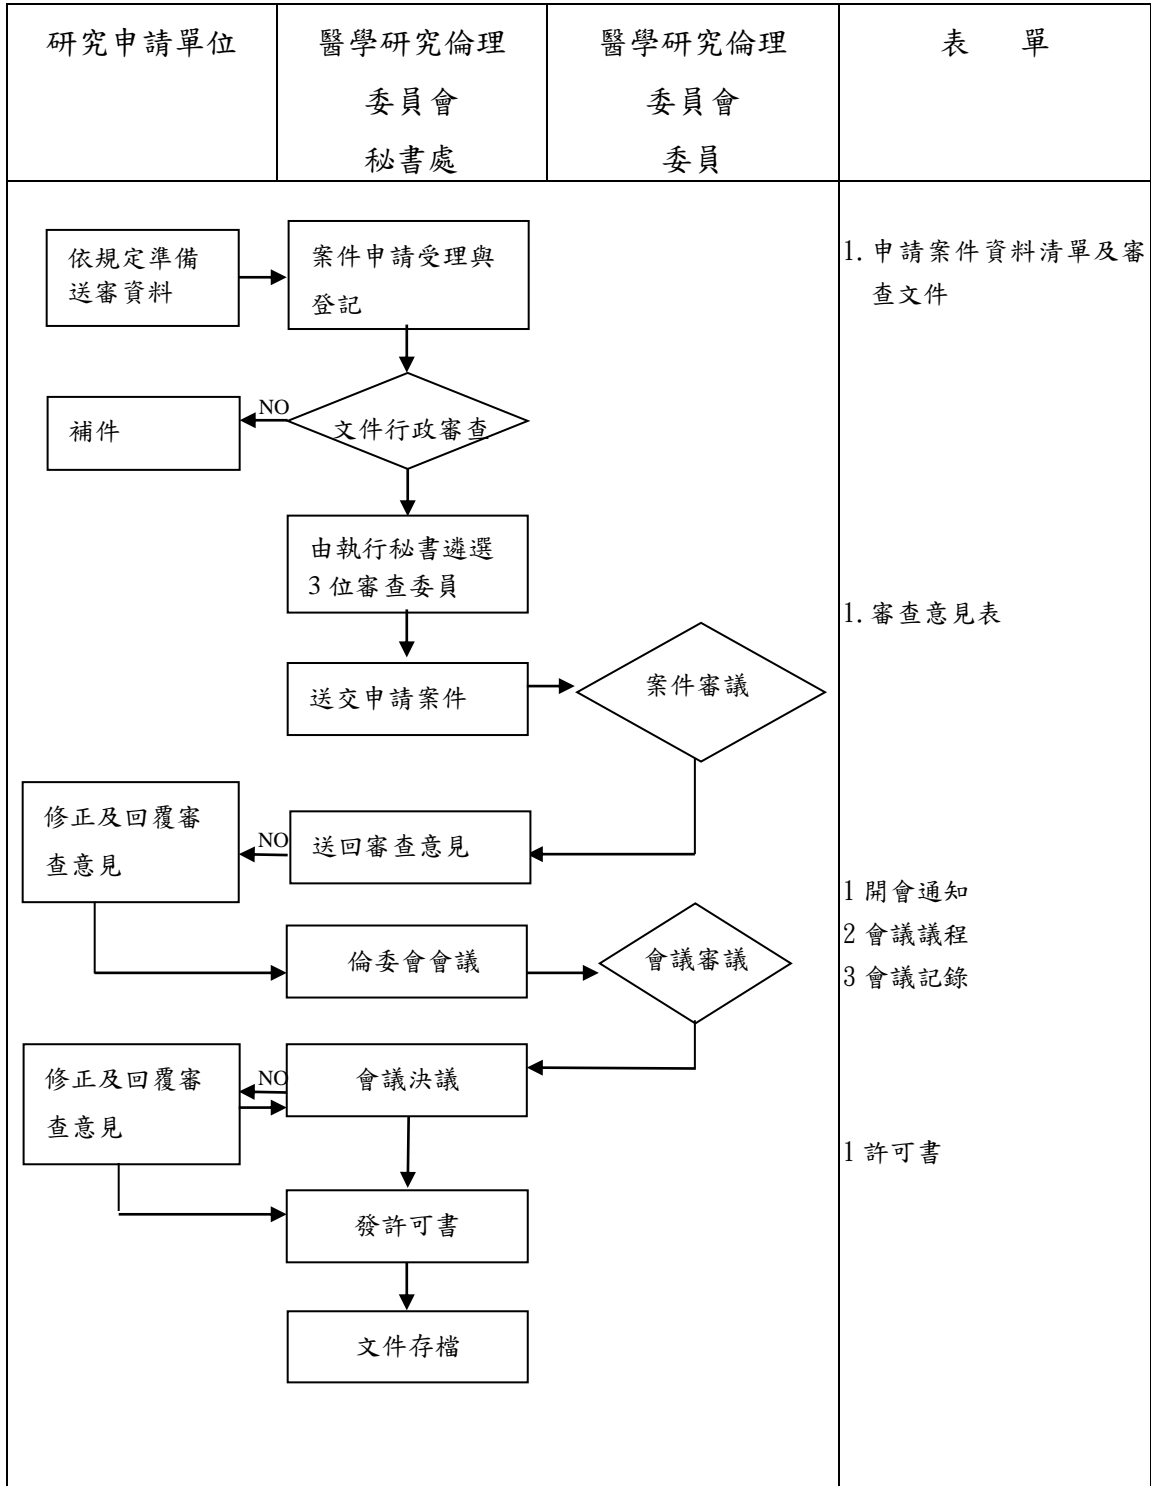 研究申請單位
醫學研究倫理
委員會
秘書處
醫學研究倫理
委員會
委員
表 單
依規定準備
送審資料
案件申請受理與
登記
1.申請案件資料清單及審
查文件
補件
NO
文件行政審查
由執行秘書遴選
3位審查委員
1.審查意見表
送交申請案件
案件審議
修正及回覆審
查意見
NO
送回審查意見
1 開會通知
2 會議議程
3 會議記錄
倫委會會議
會議審議
修正及回覆審
查意見
NO
會議決議
1 許可書
發許可書
文件存檔